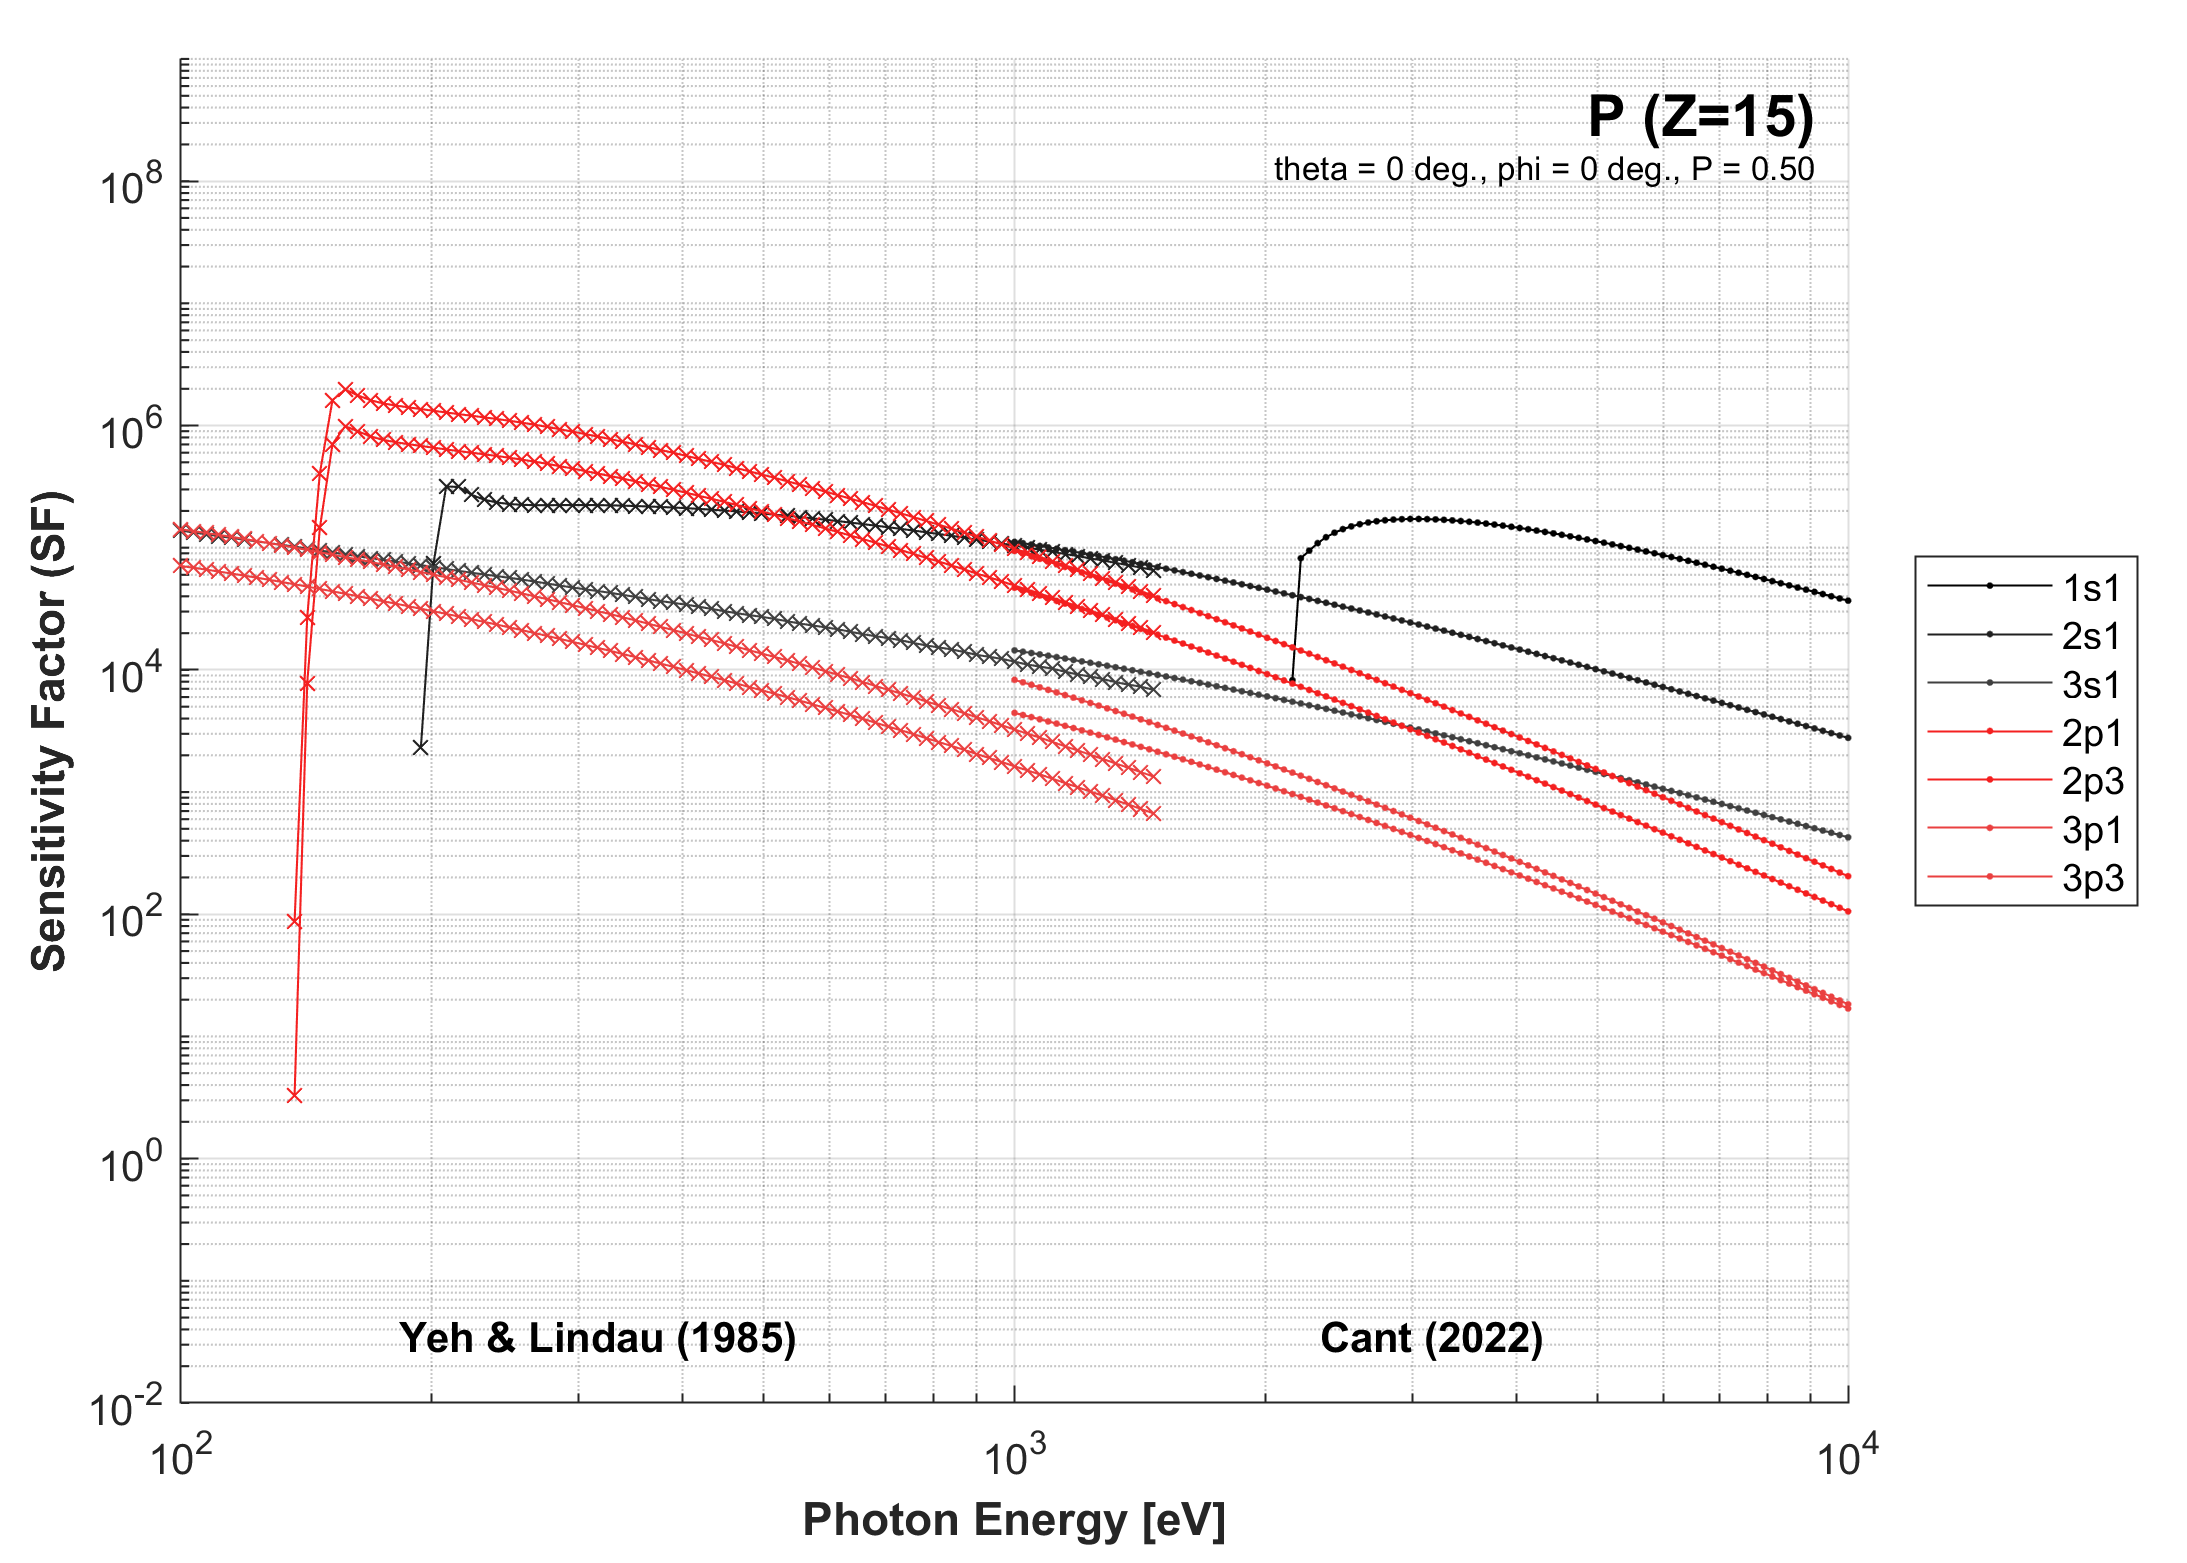 P (Z=15)
theta = 0 deg., phi = 0 deg., P = 0.50
Sensitivity Factor (SF)
10^8
10^6
10^4
10^2
10^0
10^-2
1s1
2s1
3s1
2p1
2p3
3p1
3p3
Yeh & Lindau (1985)
Cant (2022)
10^2
10^3
10^4
Photon Energy [eV]